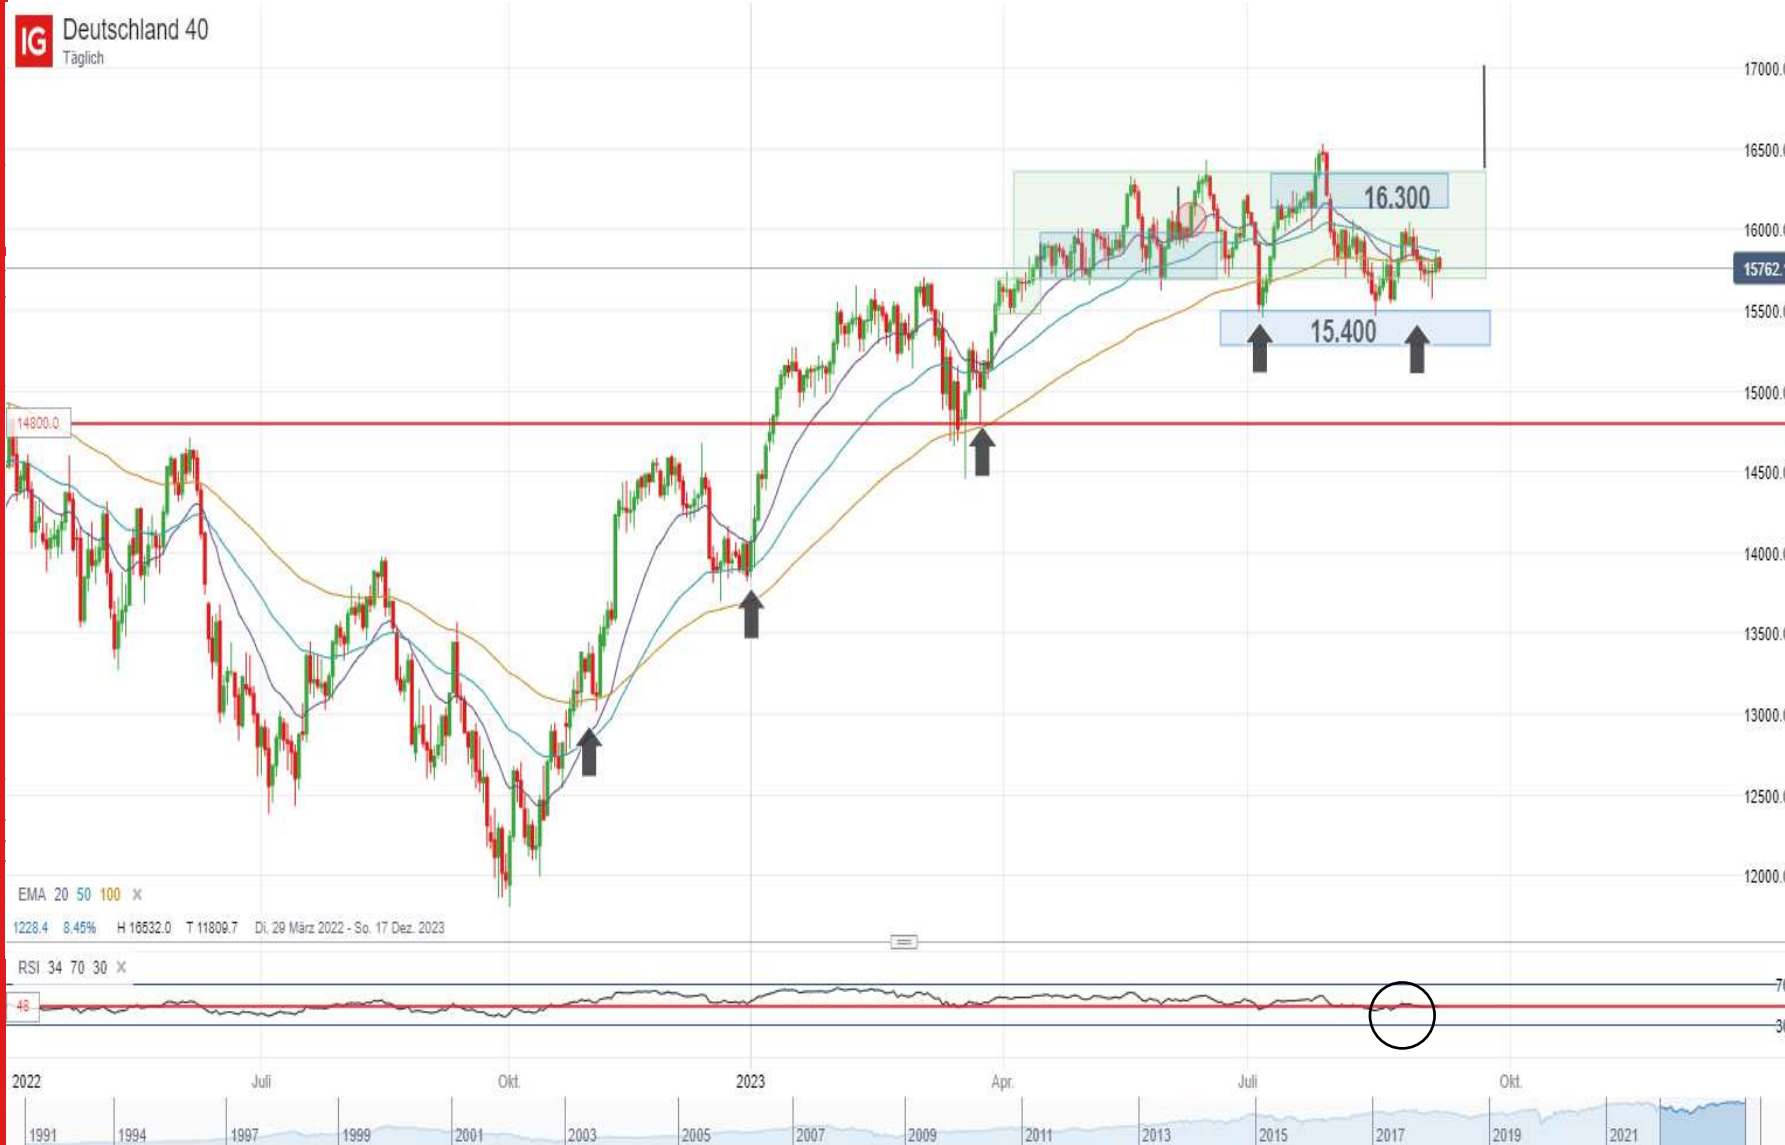 IG
Deutschland 40
Täglich
17000.
16500.
16.300
16000.
15762.
15500.
15.400
15000.
14800.0
14500.
14000.
13500.
13000.
12500.
12000.
EMA 20 50 100 X
1228.4 8.45% H 16532.0 T 11809.7 Di. 29 März 2022 - So. 17 Dez. 2023
RSI 34 70 30 X
70
48
30
2022 Juli Okt. 2023 Apr. Juli Okt.
1991 1994 1997 1999 2001 2003 2005 2007 2009 2011 2013 2015 2017 2019 2021